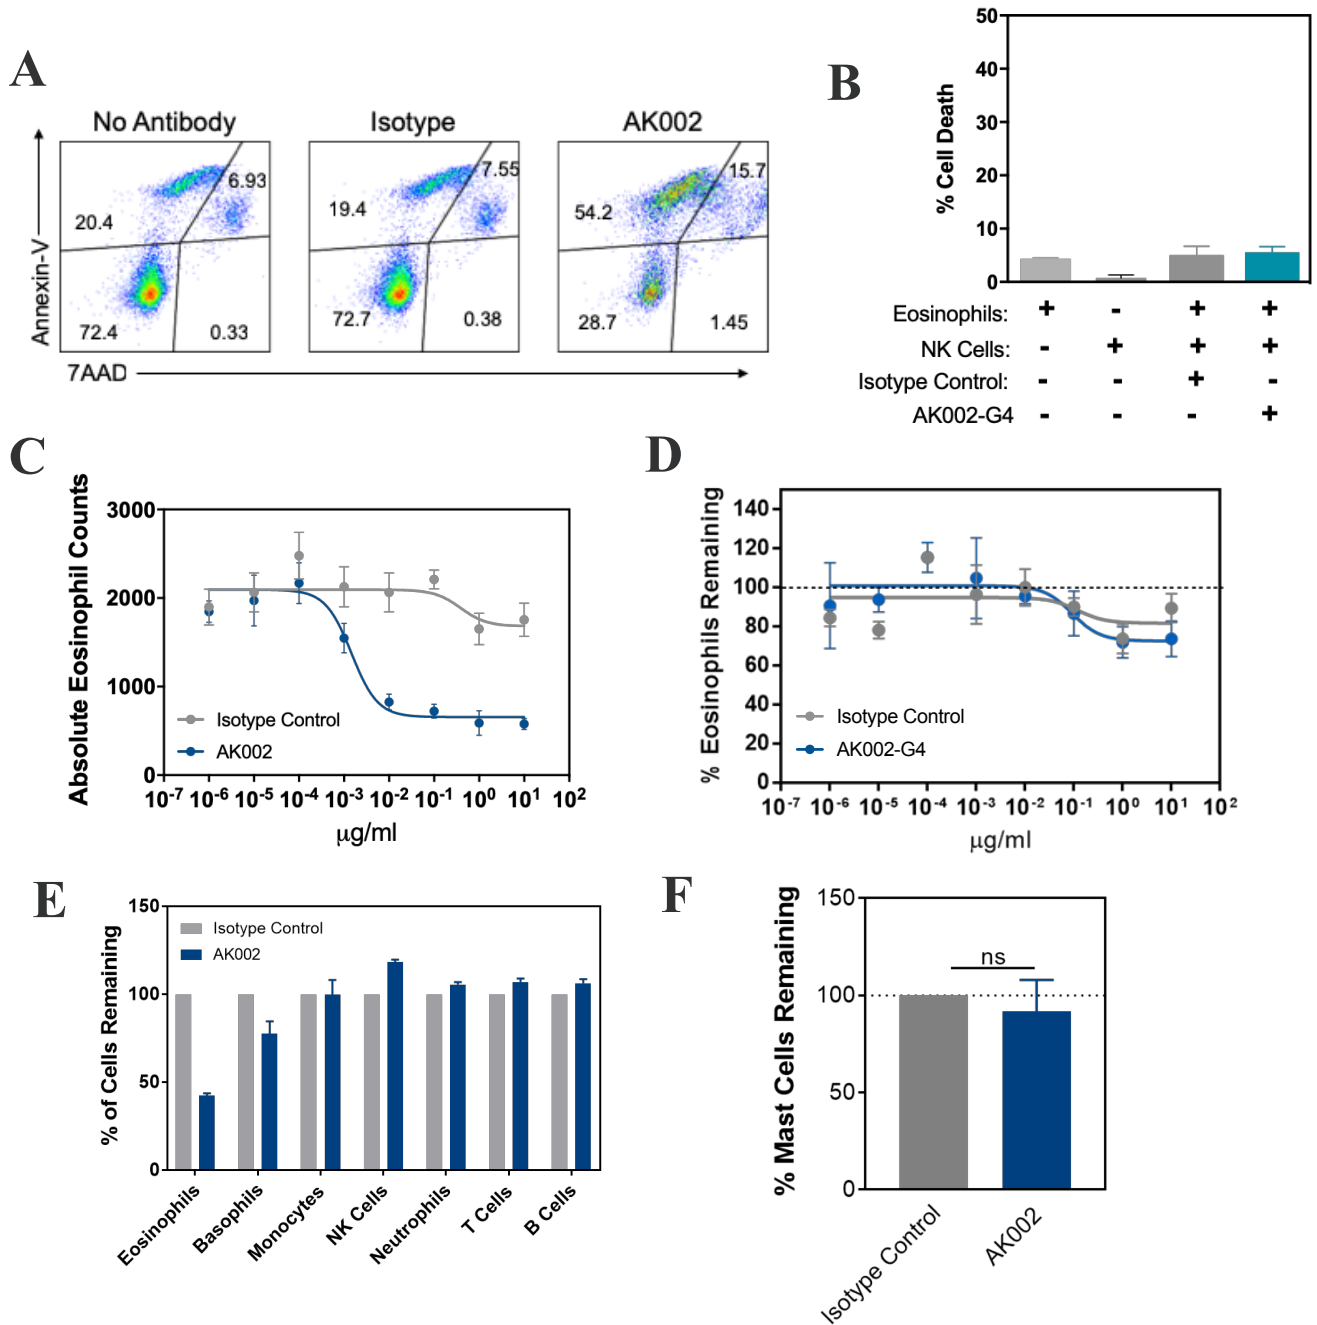 A
No Antibody
Isotype
AK002
Annexin-V
6.93
20.4
72.4
0.33
7.55
19.4
72.7
0.38
15.7
54.2
28.7
1.45
7AAD
B
% Cell Death
50
40
30
20
10
0
Eosinophils: + - + +
NK Cells: - + + +
Isotype Control: - - + -
AK002-G4 - - - +
C
Absolute Eosinophil Counts
3000
2000
1000
0
Isotype Control
AK002
10-7 10-6 10-5 10-4 10-3 10-2 10-1 100 101 102
µg/ml
D
% Eosinophils Remaining
140
120
100
80
60
40
20
0
Isotype Control
AK002-G4
10-7 10-6 10-5 10-4 10-3 10-2 10-1 100 101 102
µg/ml
E
% of Cells Remaining
150
100
50
0
Isotype Control
AK002
Eosinophils
Basophils
Monocytes
NK Cells
Neutrophils
T Cells
B Cells
F
% Mast Cells Remaining
150
100
50
0
ns
Isotype Control
AK002